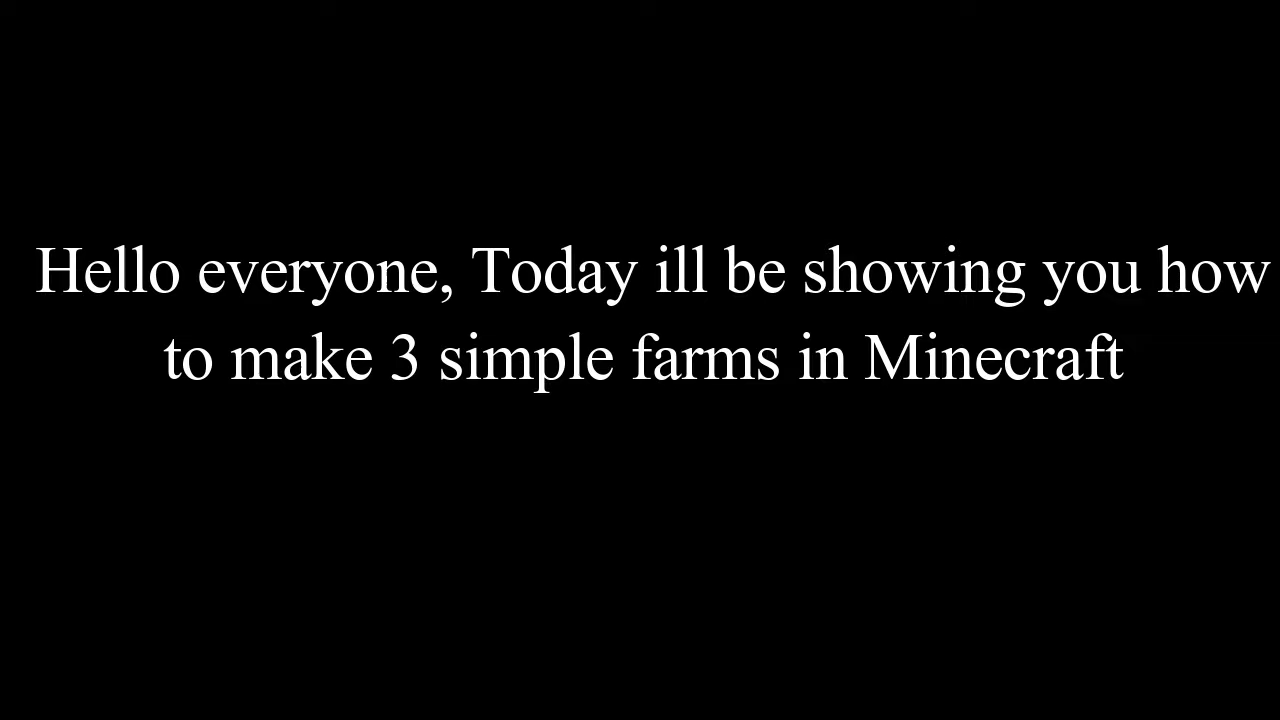 Hello everyone, Today ill be showing you how
to make 3 simple farms in Minecraft